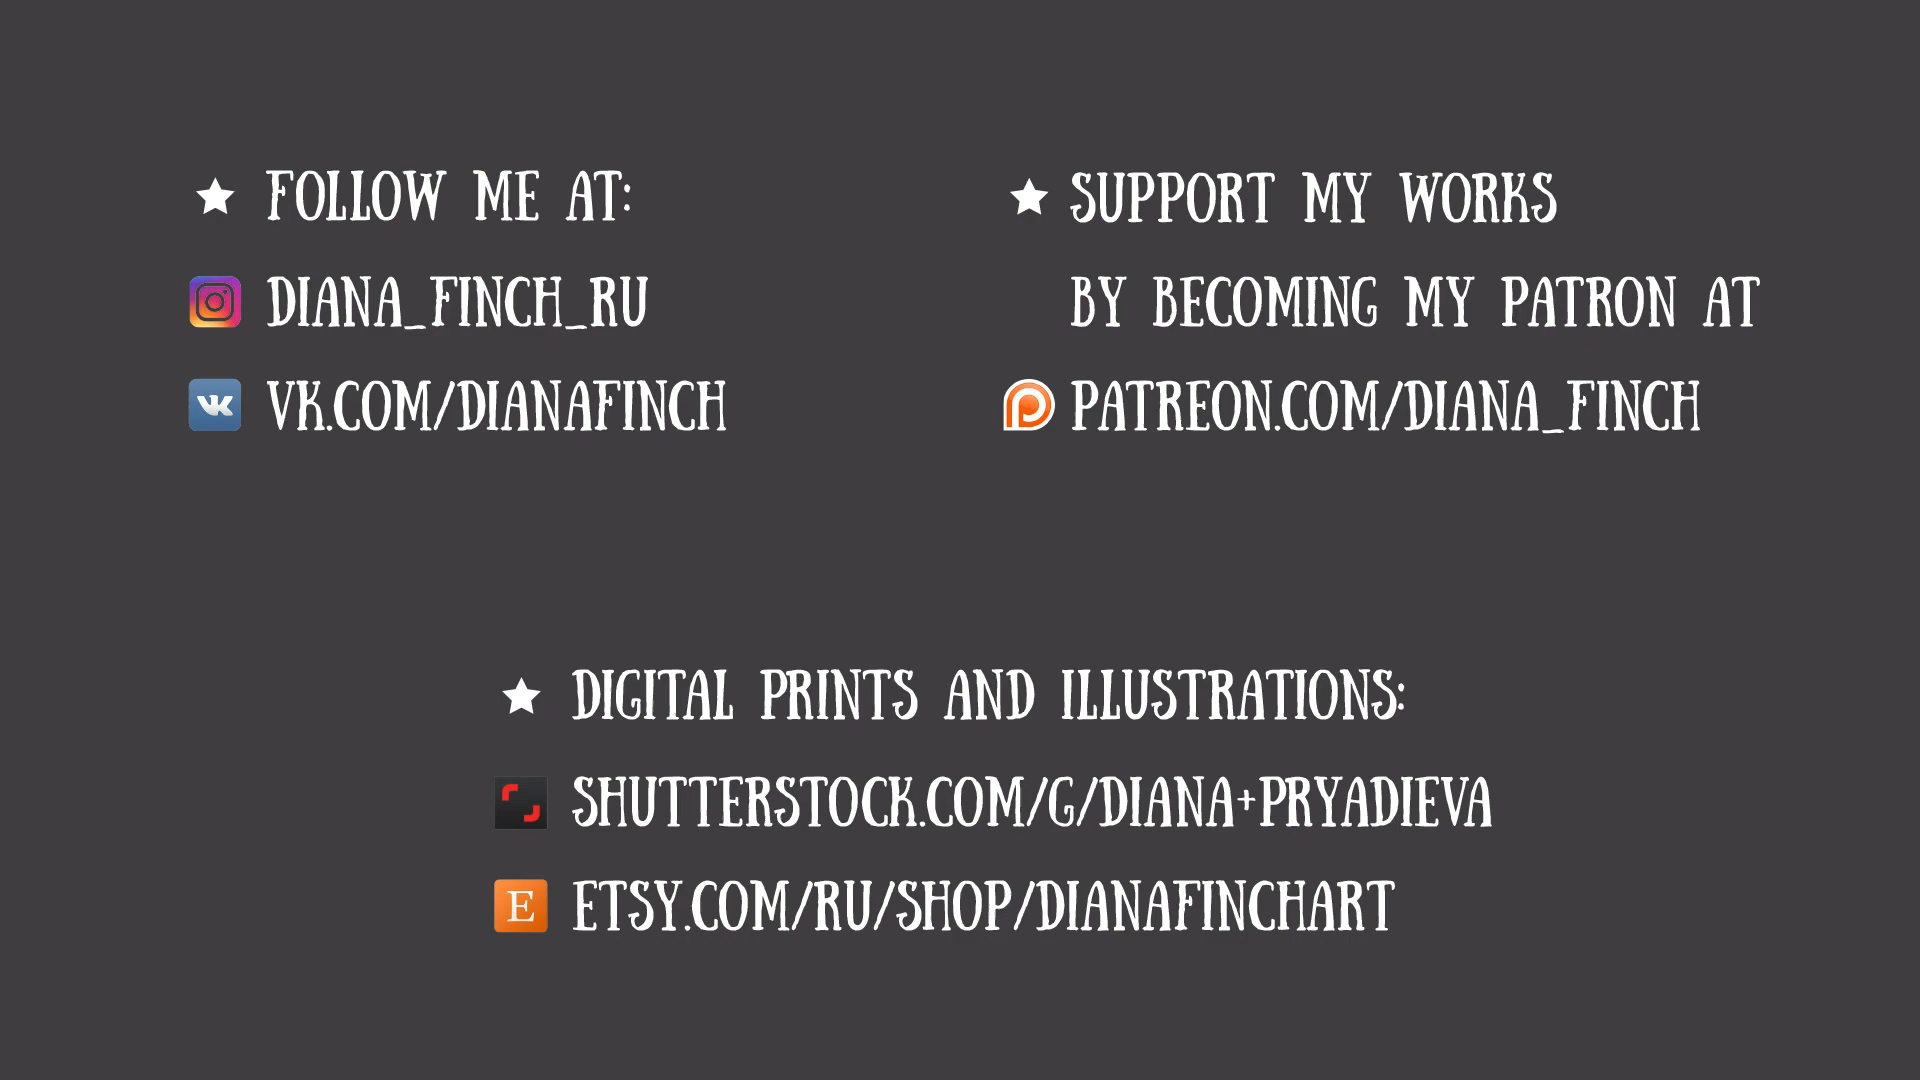 FOLLOW ME AT:
DIANA_FINCH_RU
VK.COM/DIANAFINCH
SUPPORT MY WORKS
BY BECOMING MY PATRON AT
PATREON.COM/DIANA_FINCH
DIGITAL PRINTS AND ILLUSTRATIONS:
SHUTTERSTOCK.COM/G/DIANA+PRYADIEVA
E ETSY.COM/RU/SHOP/DIANAFINCHART